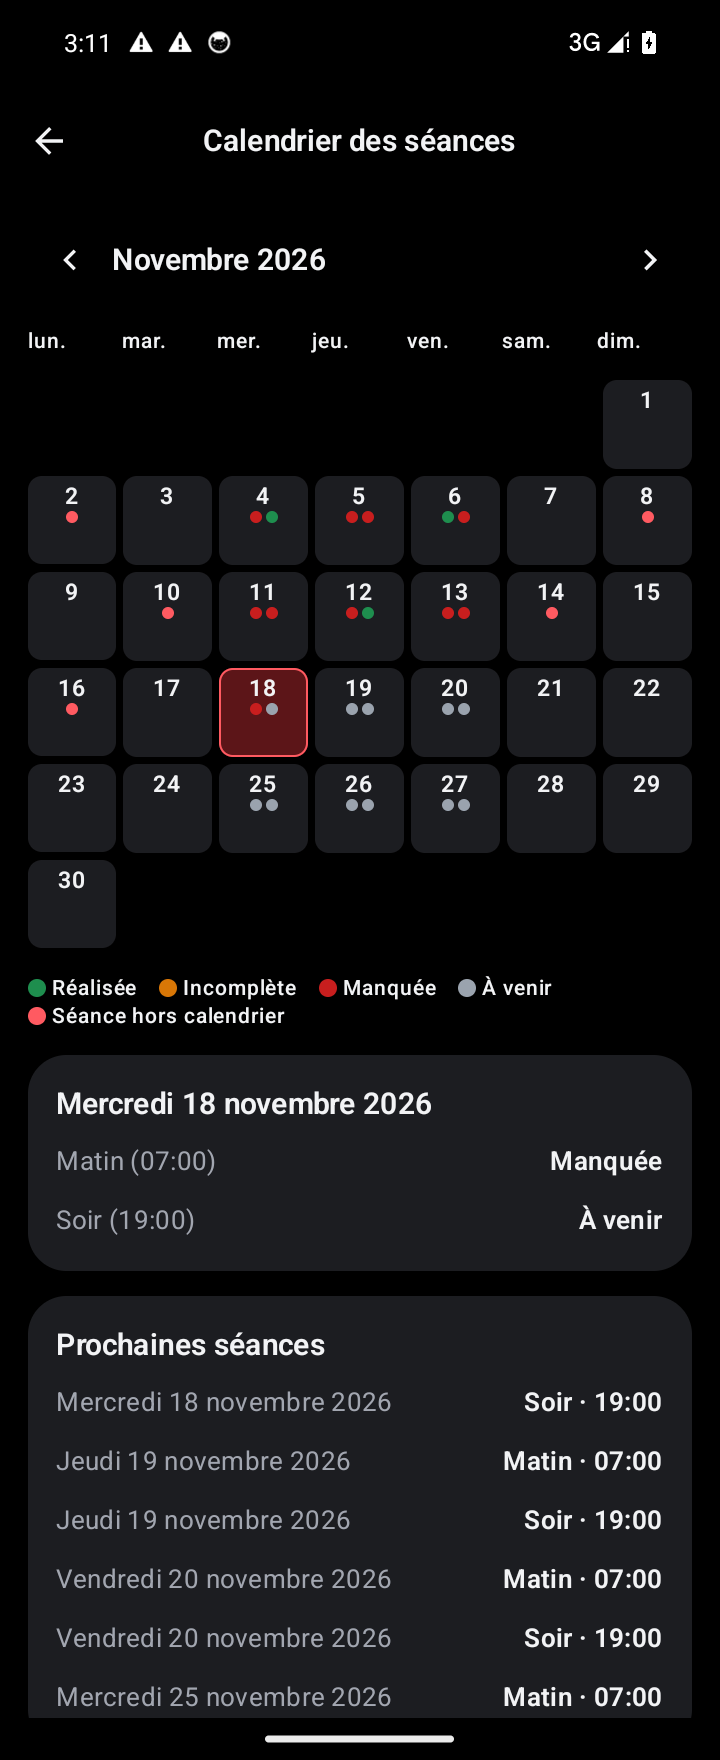 3:11 3G
Calendrier des séances
Novembre 2026
lun. mar. mer. jeu. ven. sam. dim.
1
2 3 4 5 6 7 8
9 10 11 12 13 14 15
16 17 18 19 20 21 22
23 24 25 26 27 28 29
30
Réalisée Incomplète Manquée À venir
Séance hors calendrier
Mercredi 18 novembre 2026
Matin (07:00) Manquée
Soir (19:00) À venir
Prochaines séances
Mercredi 18 novembre 2026 Soir · 19:00
Jeudi 19 novembre 2026 Matin · 07:00
Jeudi 19 novembre 2026 Soir · 19:00
Vendredi 20 novembre 2026 Matin · 07:00
Vendredi 20 novembre 2026 Soir · 19:00
Mercredi 25 novembre 2026 Matin · 07:00